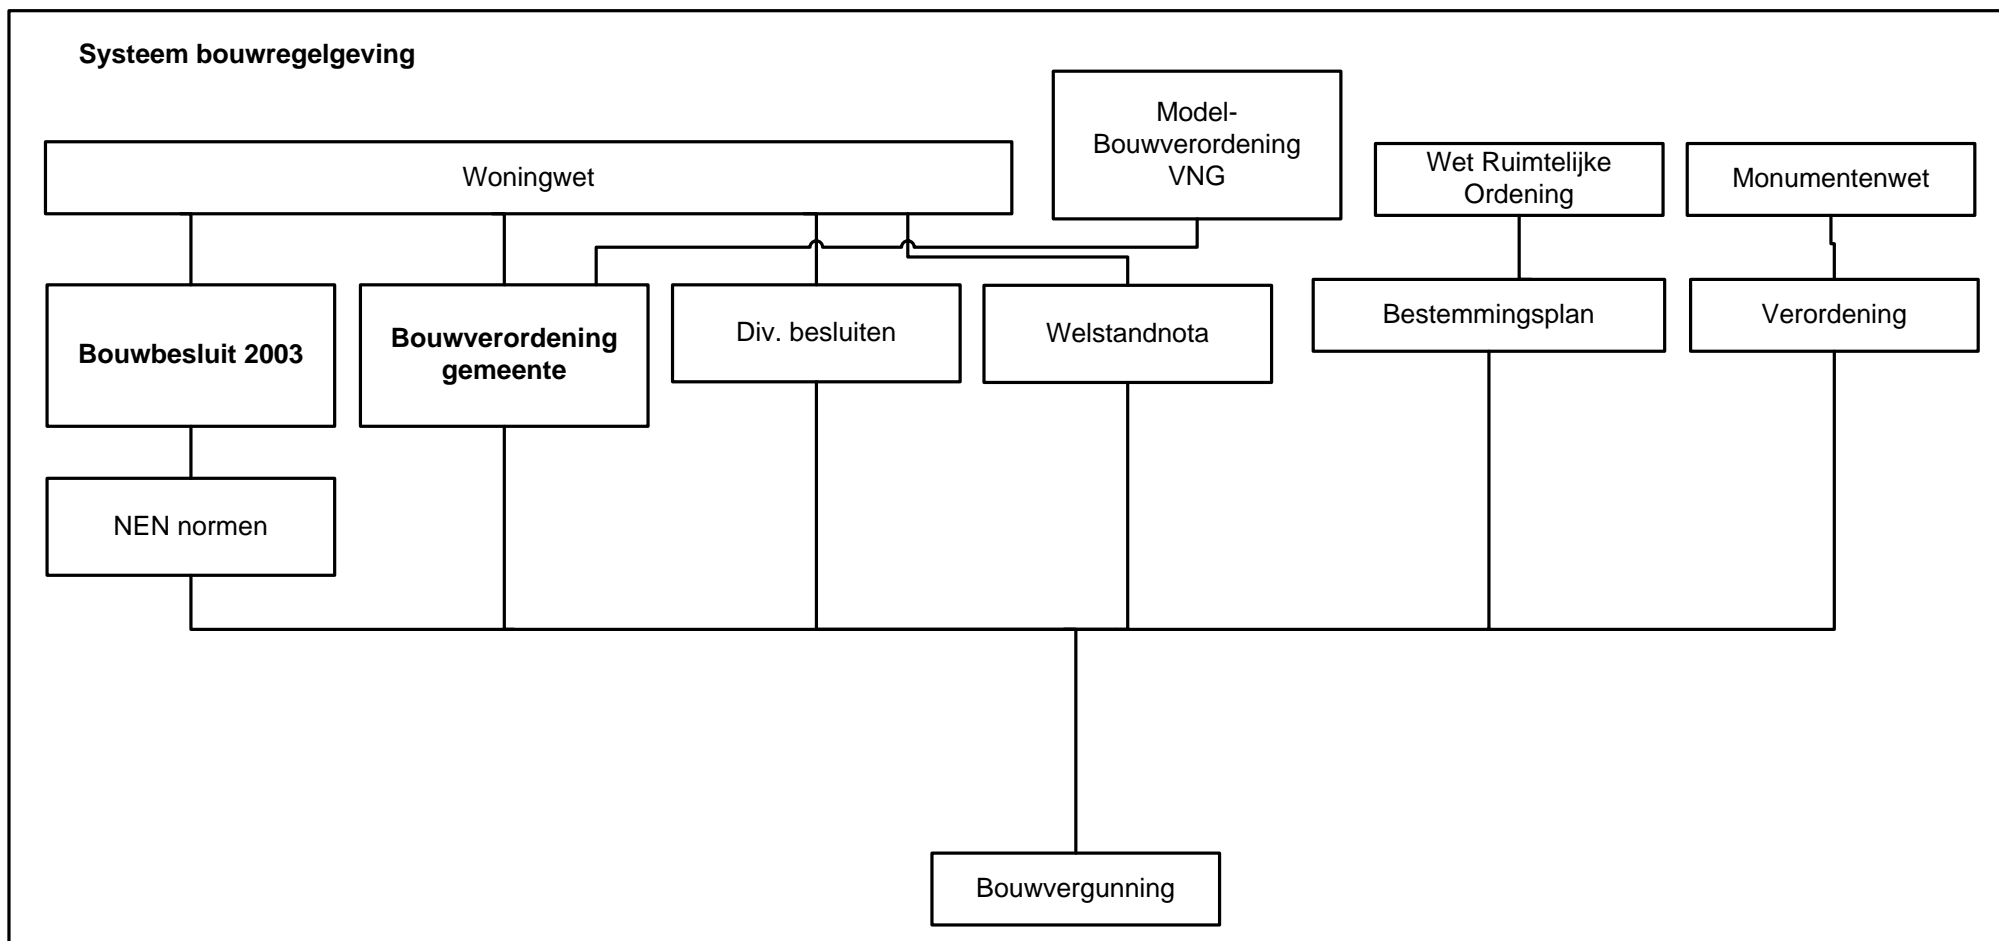 Systeem bouwregelgeving
Model-
Bouwverordening
VNG
Woningwet
Wet Ruimtelijke
Ordening
Monumentenwet
Bouwbesluit 2003
Bouwverordening
gemeente
Div. besluiten
Welstandnota
Bestemmingsplan
Verordening
NEN normen
Bouwvergunning